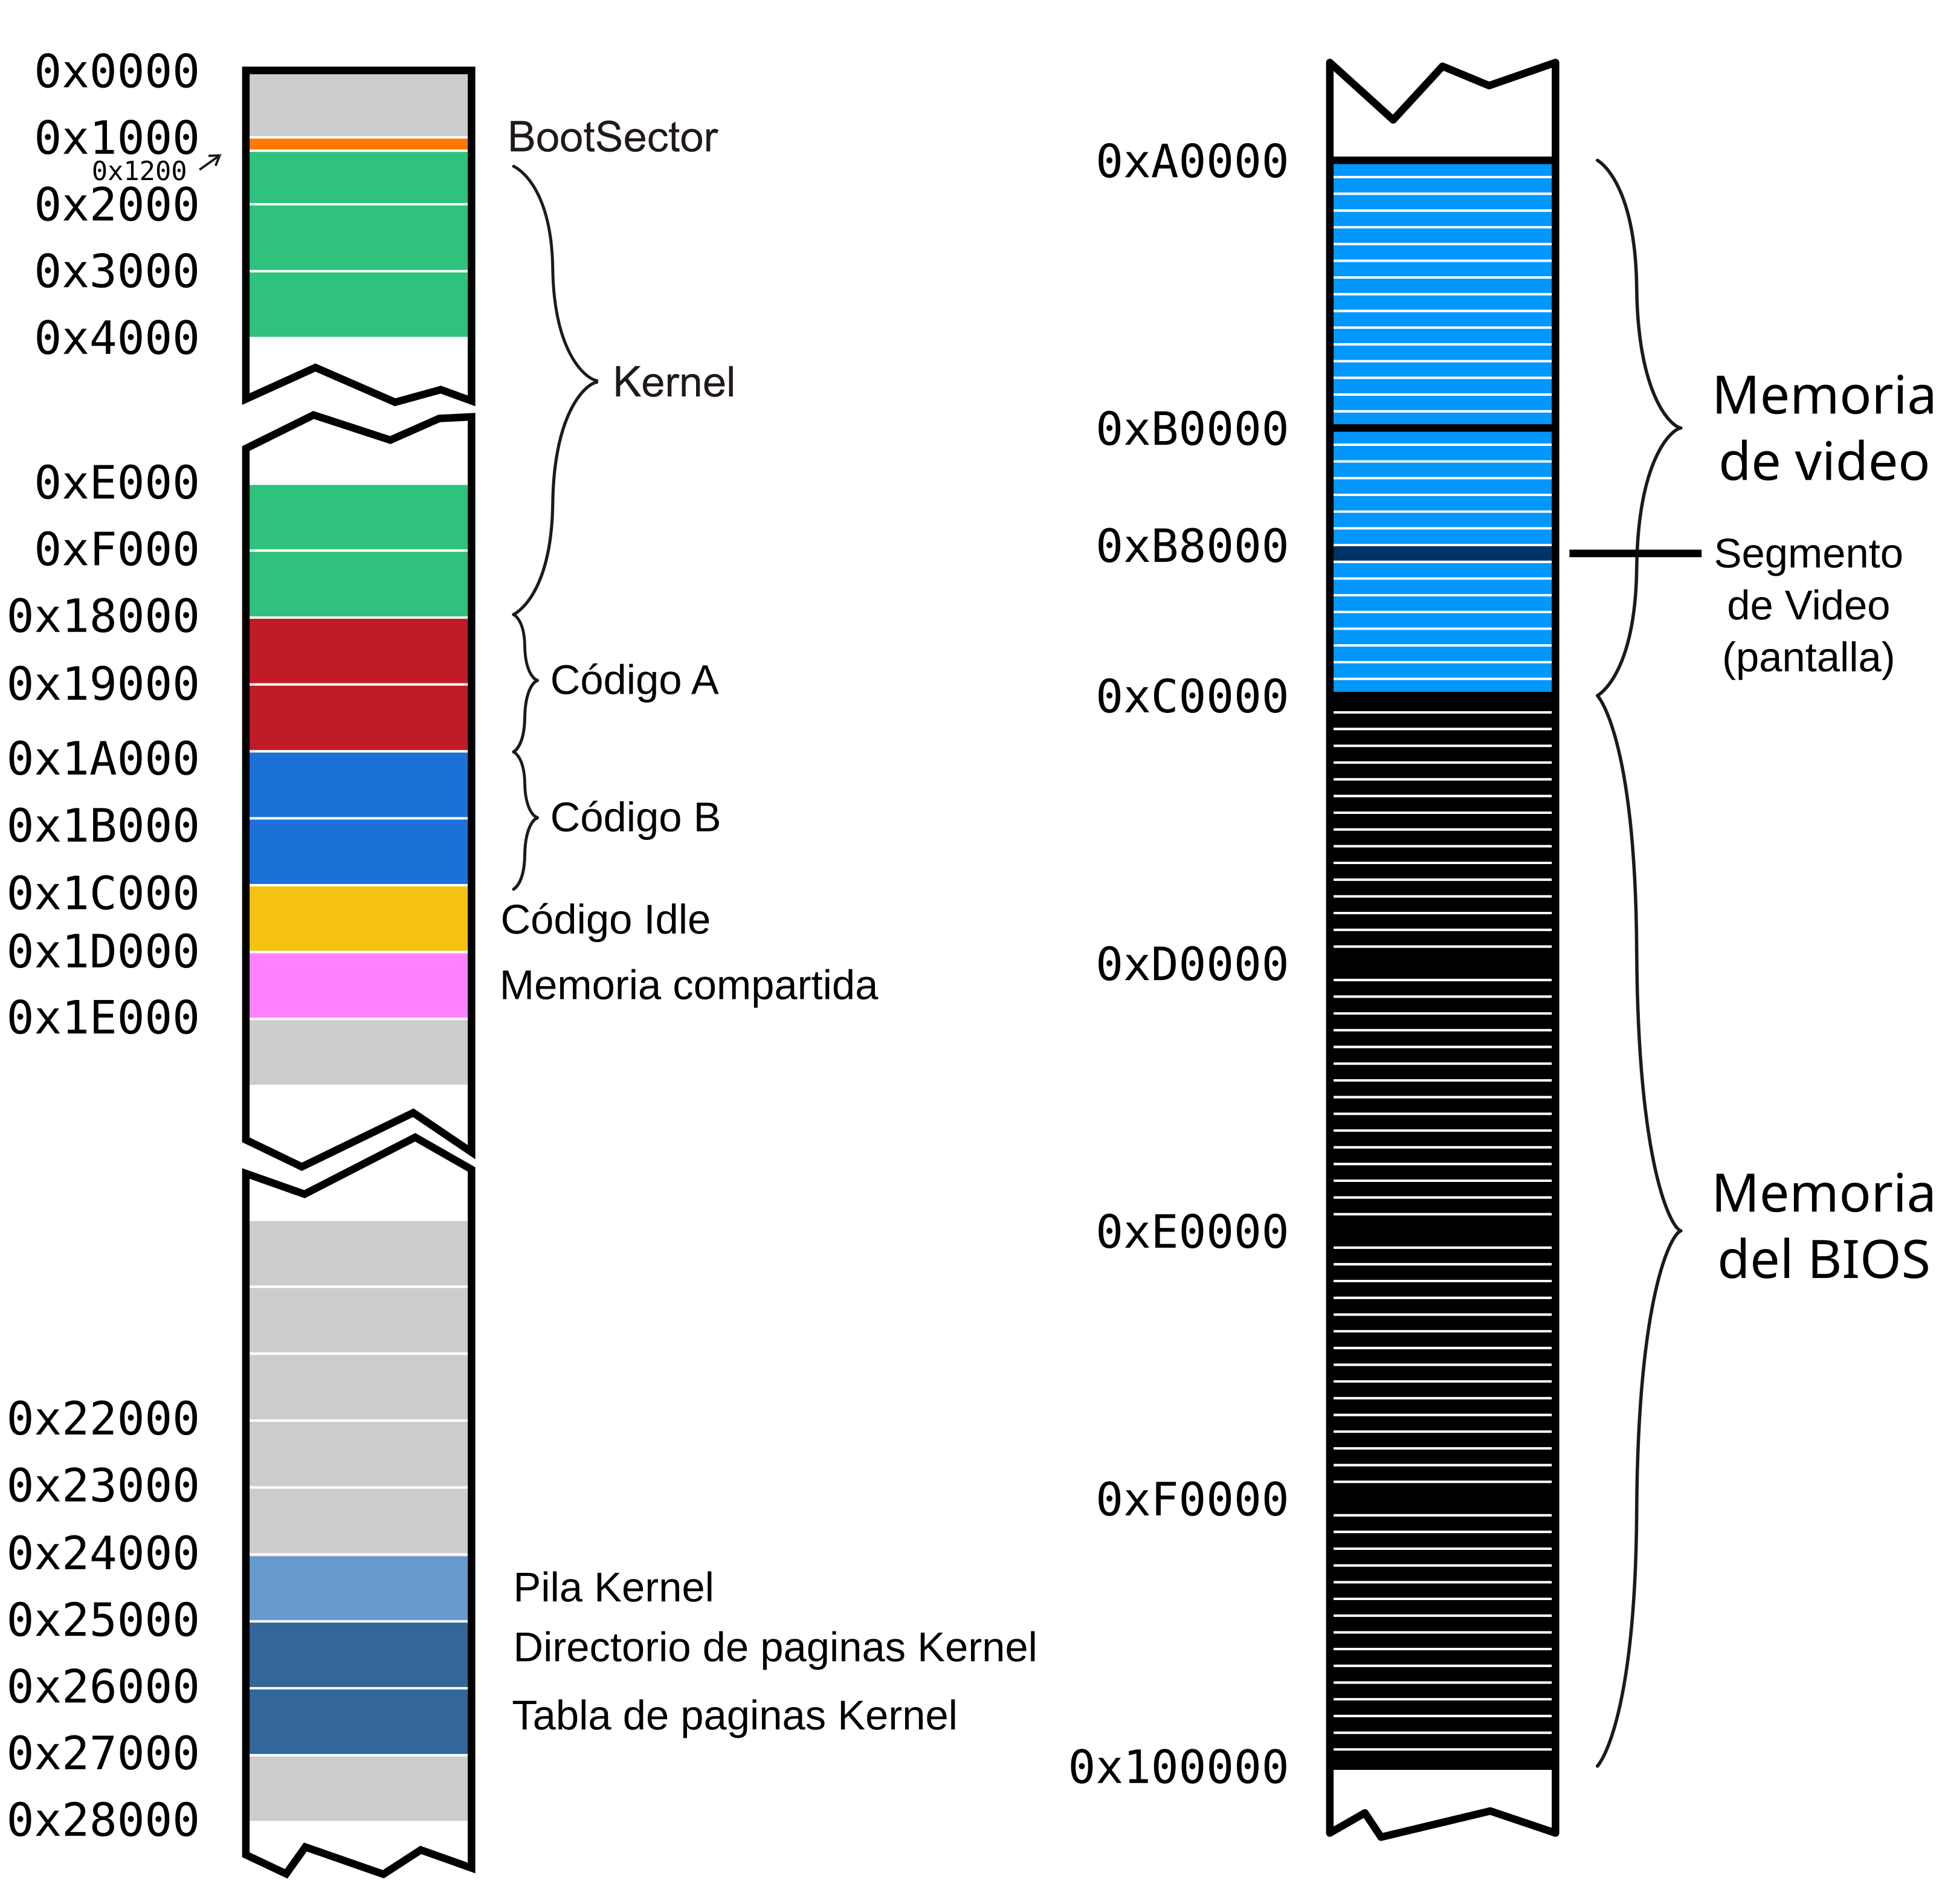 0x0000
0x1000
BootSector
0x1200
0x2000
0x3000
0x4000
Kernel
0xE000
0xF000
0x18000
0x19000
Código A
0x1A000
0x1B000
Código B
0x1C000
Código Idle
0x1D000
Memoria compartida
0x1E000
0x22000
0x23000
0x24000
Pila Kernel
0x25000
Directorio de paginas Kernel
0x26000
Tabla de paginas Kernel
0x27000
0x28000
0xA0000
Memoria
de video
0xB0000
0xB8000
Segmento
de Video
(pantalla)
0xC0000
0xD0000
Memoria
del BIOS
0xE0000
0xF0000
0x100000